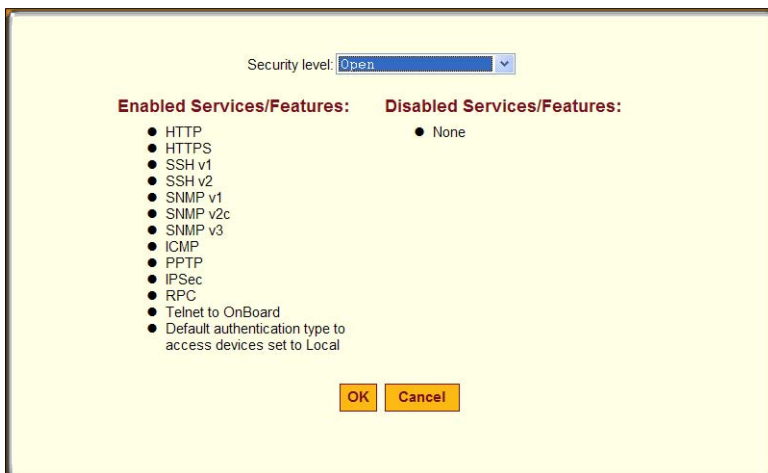 Security level: Open
Enabled Services/Features:
HTTP
HTTPS
SSH v1
SSH v2
SNMP v1
SNMP v2c
SNMP v3
ICMP
PPTP
IPSec
RPC
Telnet to OnBoard
Default authentication type to
access devices set to Local
Disabled Services/Features:
None
OK
Cancel